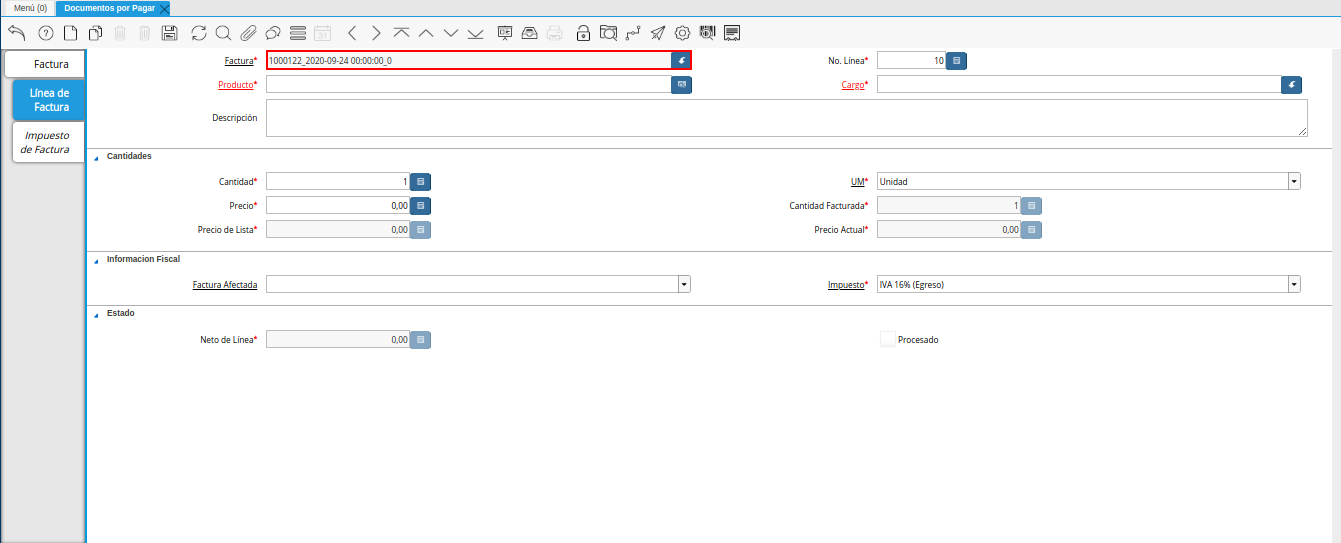 Menú (0) Documentos por Pagar
31
Factura
Línea de
Factura
Impuesto
de Factura
Factura* 1000122_2020-09-24 00:00:00_0 No. Línea* 10
Producto* Cargo*
Descripción
Cantidades
Cantidad* 1 UM* Unidad
Precio* 0,00 Cantidad Facturada* 1
Precio de Lista* 0,00 Precio Actual* 0,00
Informacion Fiscal
Factura Afectada Impuesto* IVA 16% (Egreso)
Estado
Neto de Línea* 0,00 Procesado